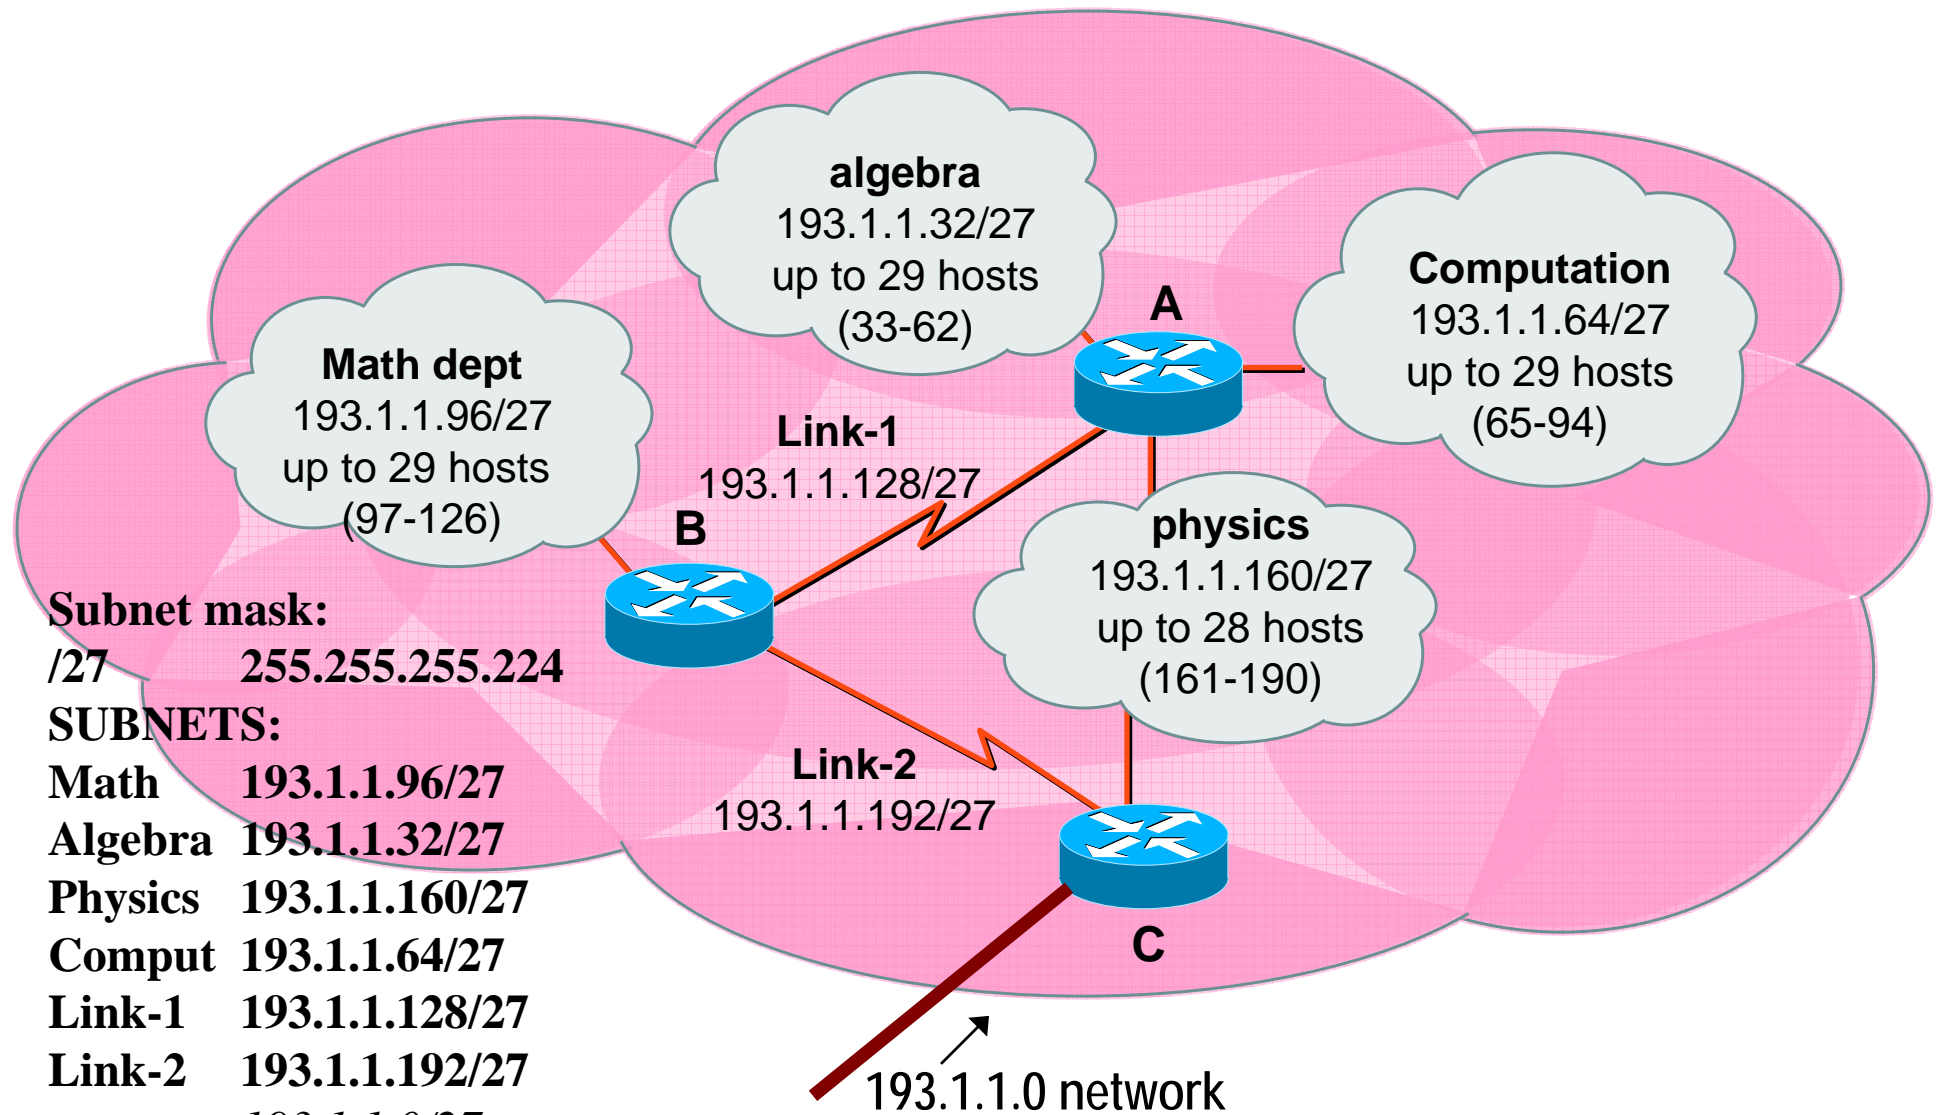 algebra
193.1.1.32/27
up to 29 hosts
(33-62)
Computation
193.1.1.64/27
up to 29 hosts
(65-94)
A
Math dept
193.1.1.96/27
up to 29 hosts
(97-126)
Link-1
193.1.1.128/27
B
physics
193.1.1.160/27
up to 28 hosts
(161-190)
Link-2
193.1.1.192/27
C
193.1.1.0 network
Subnet mask:
/27 255.255.255.224
SUBNETS:
Math 193.1.1.96/27
Algebra 193.1.1.32/27
Physics 193.1.1.160/27
Comput 193.1.1.64/27
Link-1 193.1.1.128/27
Link-2 193.1.1.192/27
193.1.1.0/27